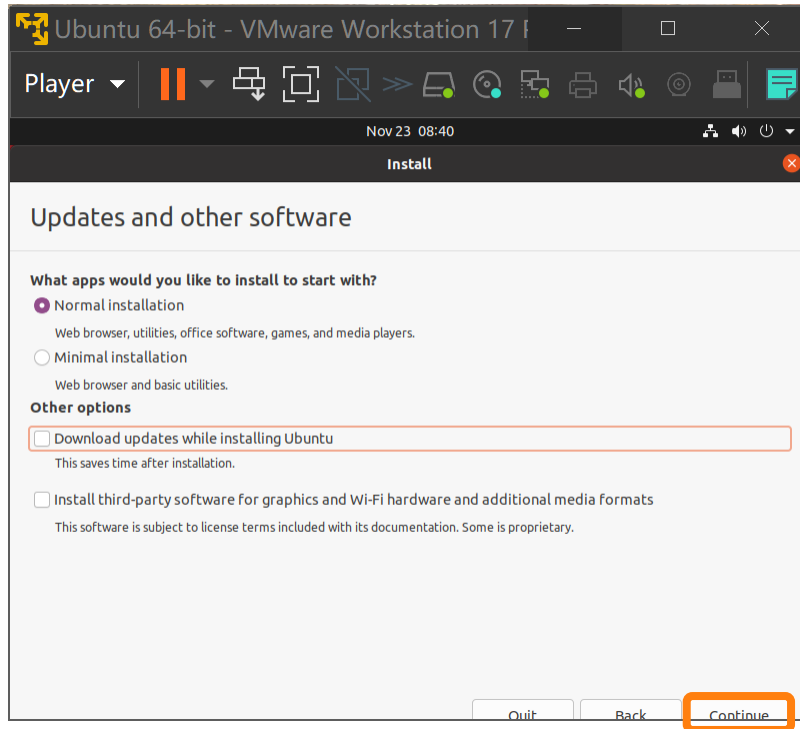 Ubuntu 64-bit - VMware Workstation 17 P
Player
Nov 23 08:40
Install
Updates and other software
What apps would you like to install to start with?
Normal installation
Web browser, utilities, office software, games, and media players.
Minimal installation
Web browser and basic utilities.
Other options
Download updates while installing Ubuntu
This saves time after installation.
Install third-party software for graphics and Wi-Fi hardware and additional media formats
This software is subject to license terms included with its documentation. Some is proprietary.
Quit Back Continue